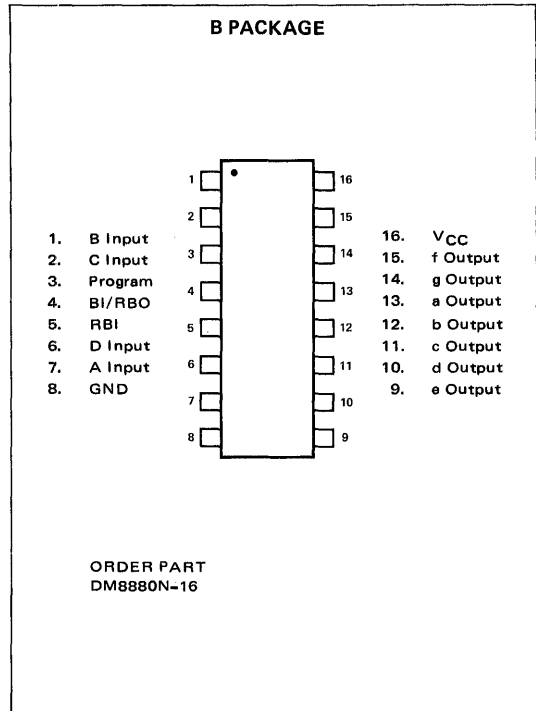 B PACKAGE
1 16
2 15
3 14
4 13
5 12
6 11
7 10
8 9
1. B Input
2. C Input
3. Program
4. BI/RBO
5. RBI
6. D Input
7. A Input
8. GND
16. VCC
15. f Output
14. g Output
13. a Output
12. b Output
11. c Output
10. d Output
9. e Output
ORDER PART
DM8880N-16